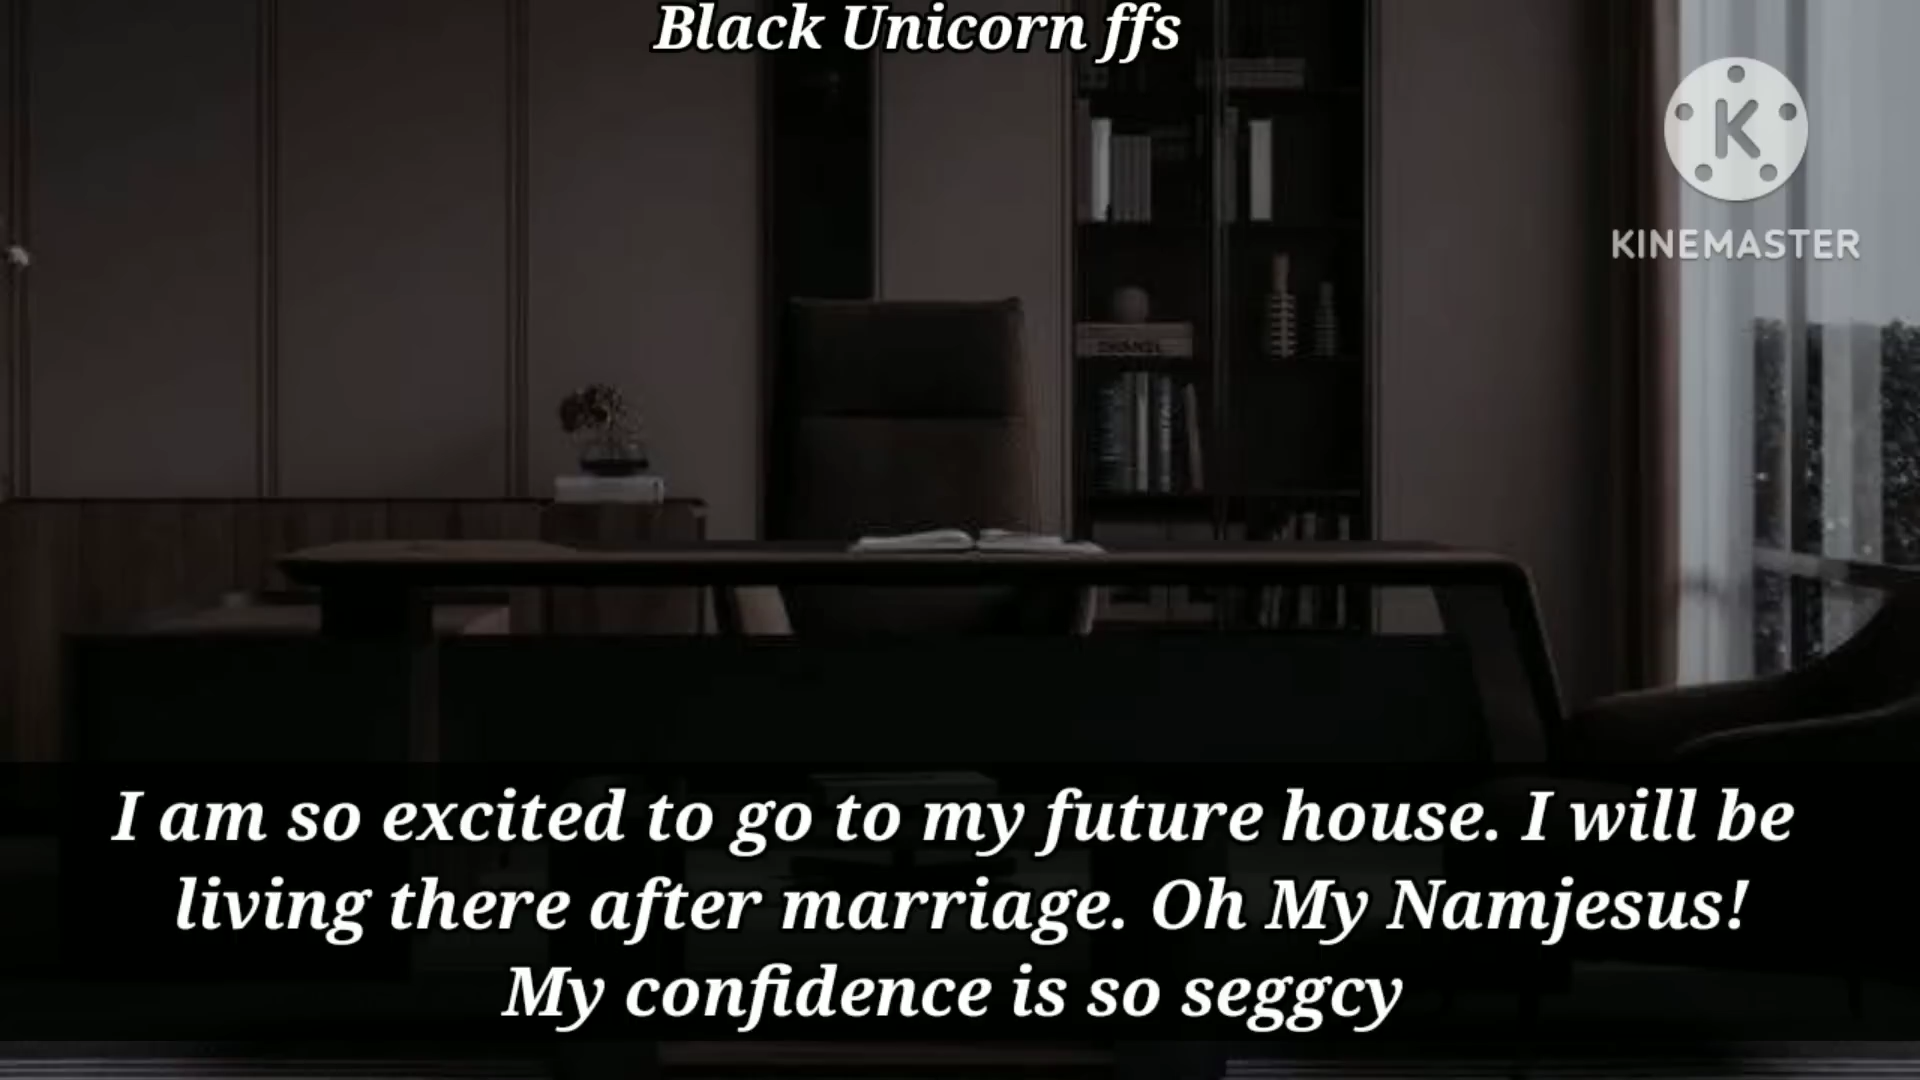 Black Unicorn ffs
K
KINEMASTER
I am so excited to go to my future house. I will be
living there after marriage. Oh My Namjesus!
My confidence is so seggcy